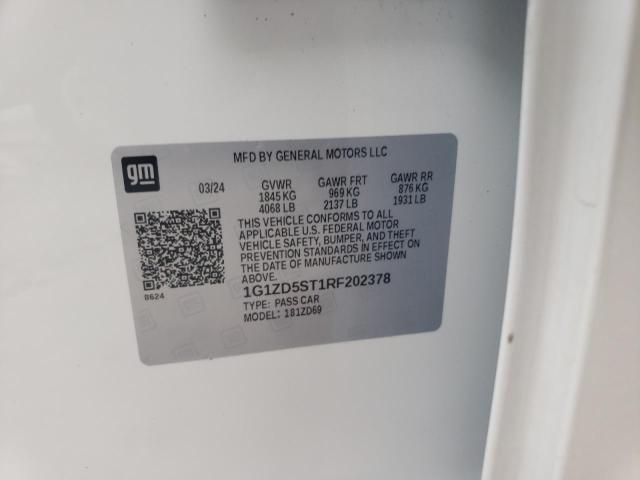 gm
MFD BY GENERAL MOTORS LLC
03/24 GVWR GAWR FRT GAWR RR
1845 KG 969 KG 876 KG
4068 LB 2137 LB 1931 LB
THIS VEHICLE CONFORMS TO ALL
APPLICABLE U.S. FEDERAL MOTOR
VEHICLE SAFETY, BUMPER, AND THEFT
PREVENTION STANDARDS IN EFFECT ON
THE DATE OF MANUFACTURE SHOWN
ABOVE.
8624
1G1ZD5ST1RF202378
TYPE: PASS CAR
MODEL: 181ZD69